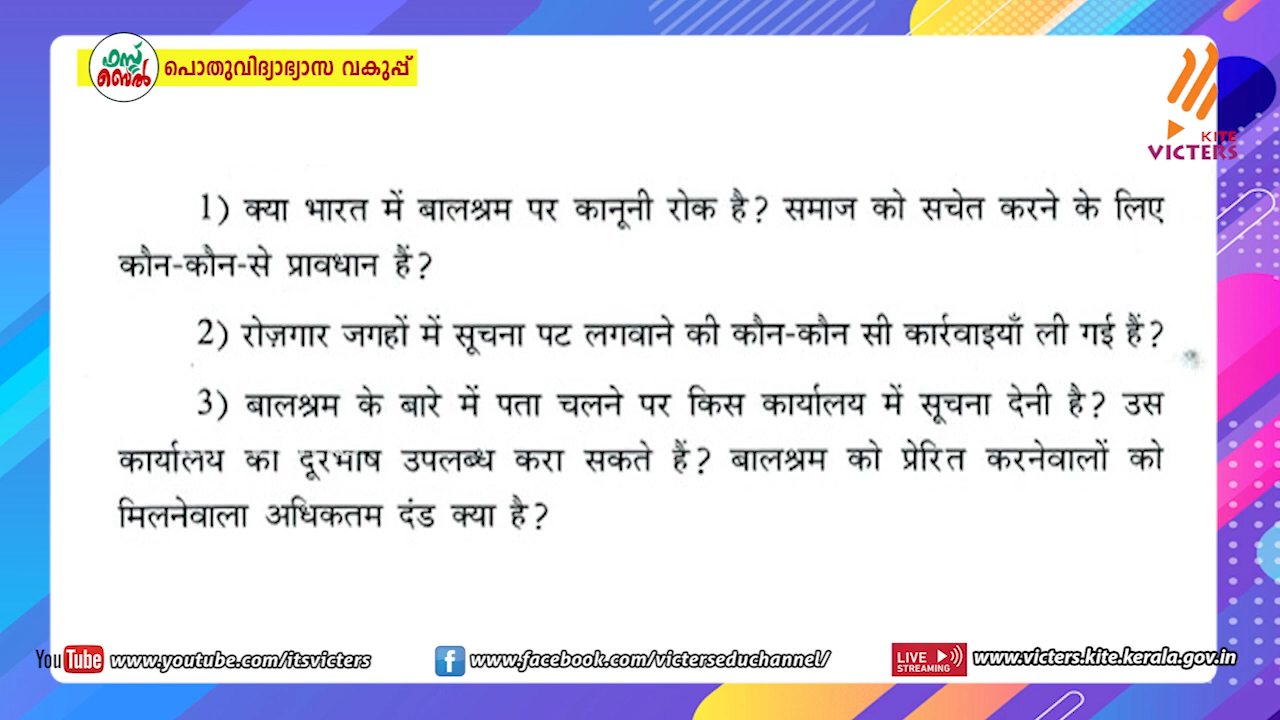 ഫസ്റ്റ്
ബെൽ
പൊതുവിദ്യാഭ്യാസ വകുപ്പ്
KITE
VICTERS
1) क्या भारत में बालश्रम पर कानूनी रोक है? समाज को सचेत करने के लिए
कौन-कौन-से प्रावधान हैं?
2) रोज़गार जगहों में सूचना पट लगवाने की कौन-कौन सी कार्रवाइयाँ ली गई हैं?
3) बालश्रम के बारे में पता चलने पर किस कार्यालय में सूचना देनी है? उस
कार्यालय का दूरभाष उपलब्ध करा सकते हैं? बालश्रम को प्रेरित करनेवालों को
मिलनेवाला अधिकतम दंड क्या है?
YouTube www.youtube.com/itsvicters
f www.facebook.com/victerseduchannel/
LIVE STREAMING www.victers.kite.kerala.gov.in